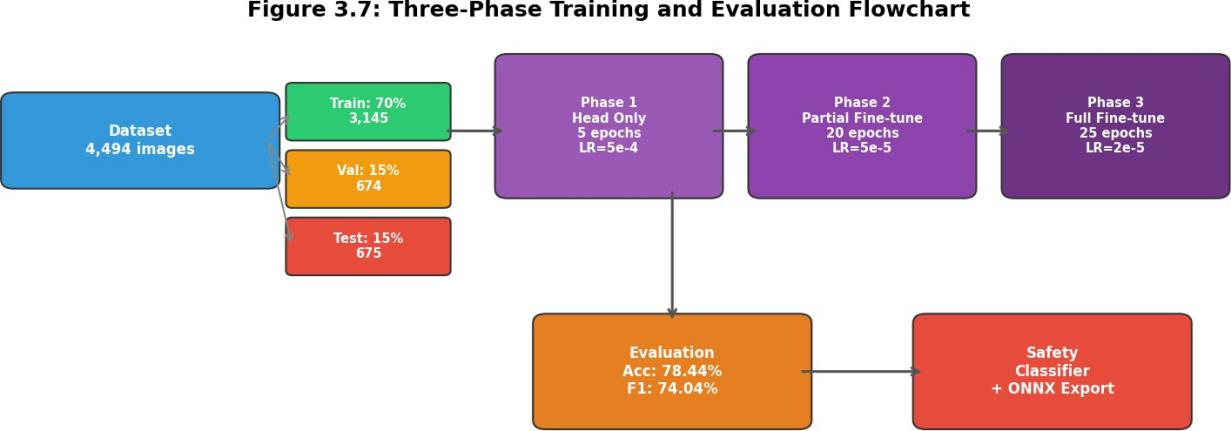 Figure 3.7: Three-Phase Training and Evaluation Flowchart
Dataset
4,494 images
Train: 70%
3,145
Val: 15%
674
Test: 15%
675
Phase 1
Head Only
5 epochs
LR=5e-4
Phase 2
Partial Fine-tune
20 epochs
LR=5e-5
Phase 3
Full Fine-tune
25 epochs
LR=2e-5
Evaluation
Acc: 78.44%
F1: 74.04%
Safety
Classifier
+ ONNX Export